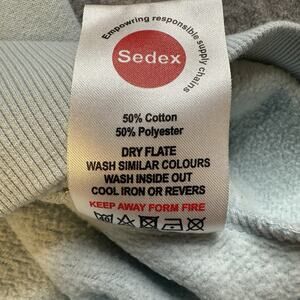 Empowering responsible supply chains
Sedex
50% Cotton
50% Polyester
DRY FLATE
WASH SIMILAR COLOURS
WASH INSIDE OUT
COOL IRON OR REVERS
KEEP AWAY FORM FIRE